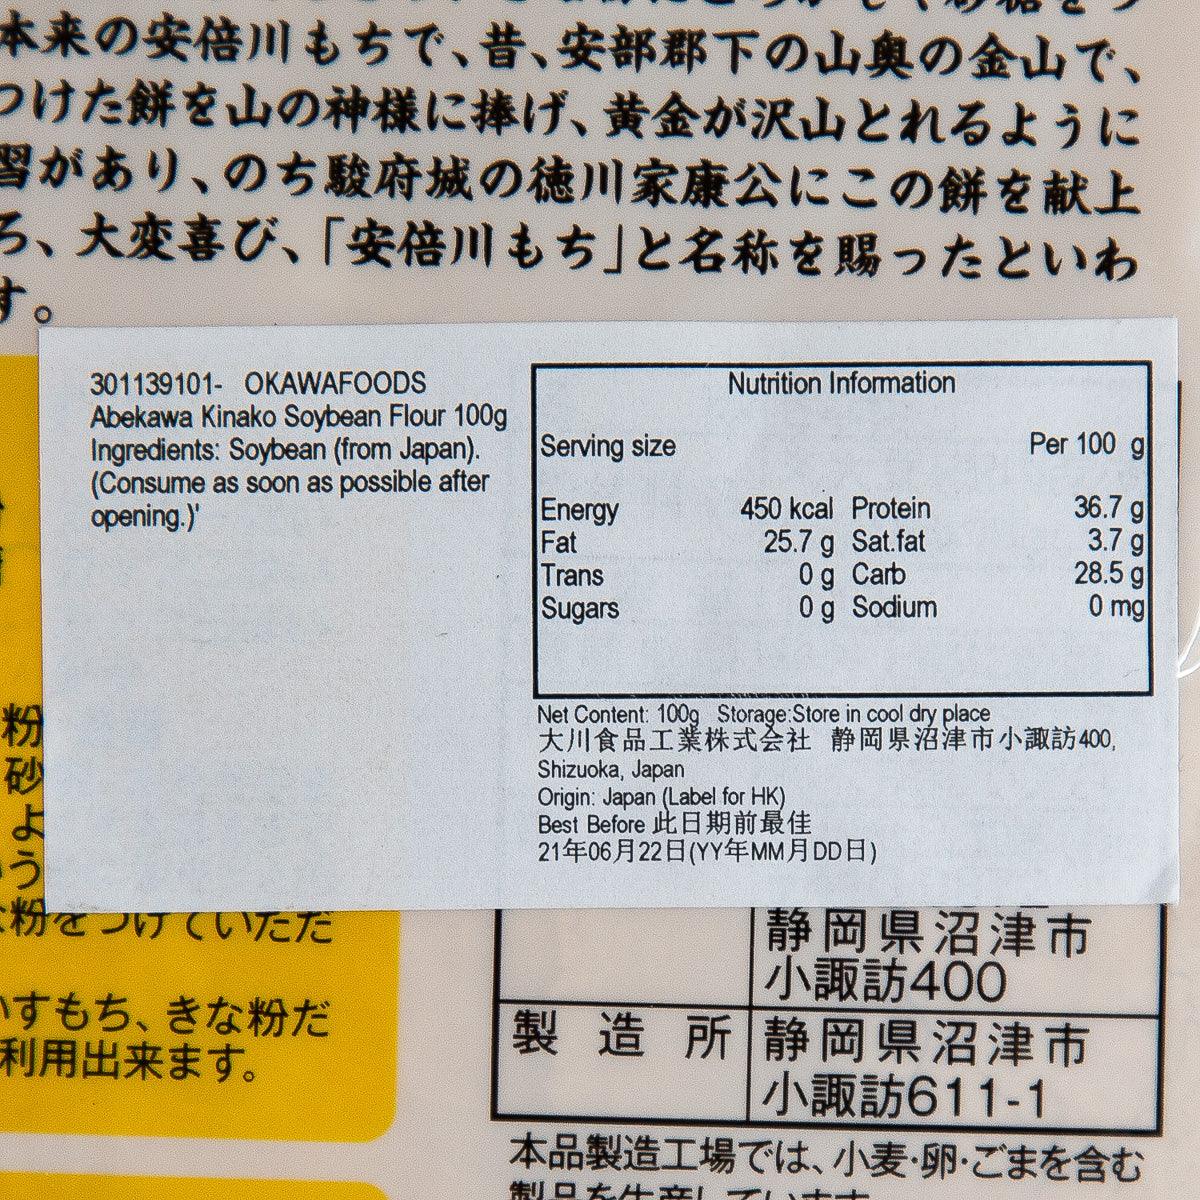 本来の安倍川もちで、昔、安部郡下の山奥の金山で、
つけた餅を山の神様に捧げ、黄金が沢山とれるように
習があり、のち駿府城の徳川家康公にこの餅を献上
ろ、大変喜び、「安倍川もち」と名称を賜ったといわ
す。
301139101- OKAWAFOODS
Abekawa Kinako Soybean Flour 100g
Ingredients: Soybean (from Japan).
(Consume as soon as possible after
opening.)'
Nutrition Information
Serving size Per 100 g
Energy 450 kcal Protein 36.7 g
Fat 25.7 g Sat.fat 3.7 g
Trans 0 g Carb 28.5 g
Sugars 0 g Sodium 0 mg
Net Content: 100g Storage:Store in cool dry place
大川食品工業株式会社 静岡県沼津市小諏訪400,
Shizuoka, Japan
Origin: Japan (Label for HK)
Best Before 此日期前最佳
21年06月22日(YY年MM月DD日)
粉
砂
よ
う
粉をつけていただ
いすもち、きな粉だ
利用出来ます。
静岡県沼津市
小諏訪400
製造所 静岡県沼津市
小諏訪611-1
本品製造工場では、小麦・卵・ごまを含む
製品を生産しています